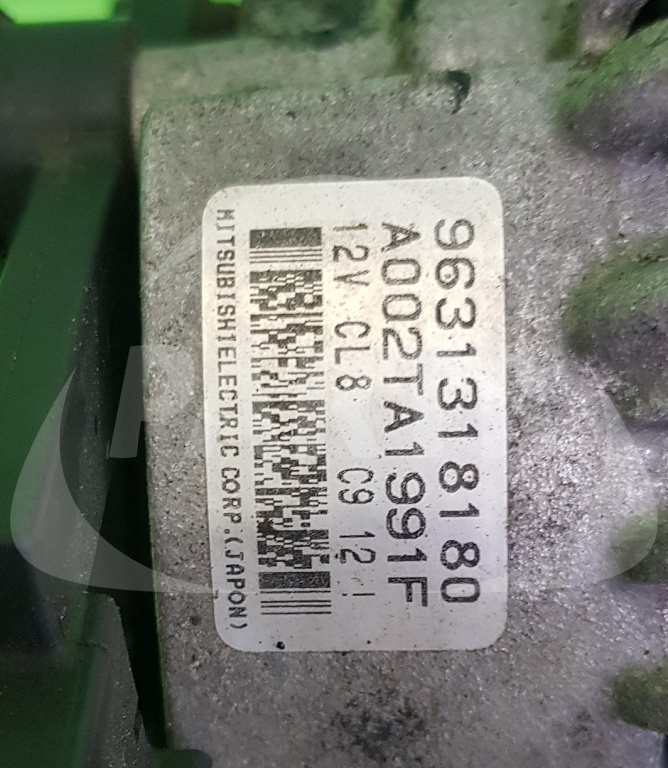 9631318180
A002TA1991F
12V CL8 C9 12 !
MITSUBISHI ELECTRIC CORP. (JAPON)